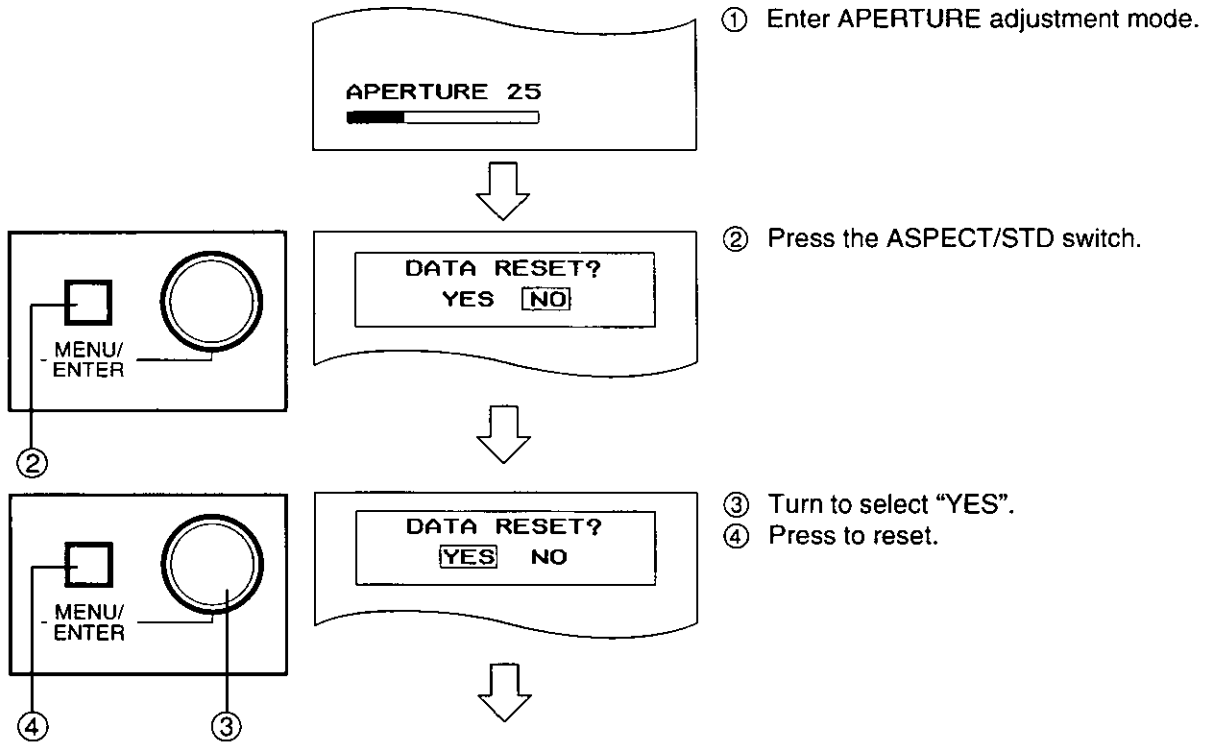 ① Enter APERTURE adjustment mode.
APERTURE 25
② Press the ASPECT/STD switch.
DATA RESET?
YES NO
MENU/
ENTER
②
③ Turn to select “YES”.
④ Press to reset.
DATA RESET?
YES NO
MENU/
ENTER
④ ③